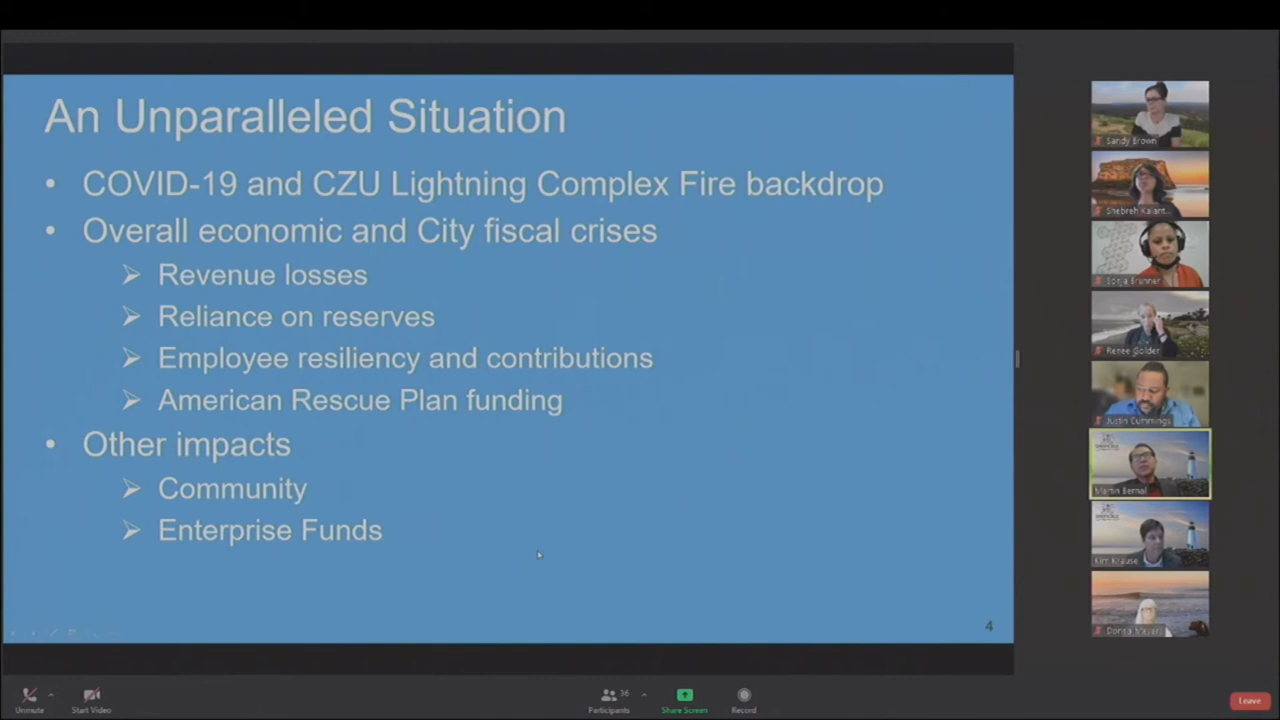 An Unparalleled Situation
• COVID-19 and CZU Lightning Complex Fire backdrop
• Overall economic and City fiscal crises
➢ Revenue losses
➢ Reliance on reserves
➢ Employee resiliency and contributions
➢ American Rescue Plan funding
• Other impacts
➢ Community
➢ Enterprise Funds
4
Sandy Brown
Shebreh Kalant...
Sonja Brunner
Renee Golder
Justin Cummings
Martin Bernal
Kim Krause
Donna Meyers
Unmute
Start Video
36
Participants
Share Screen
Record
Leave